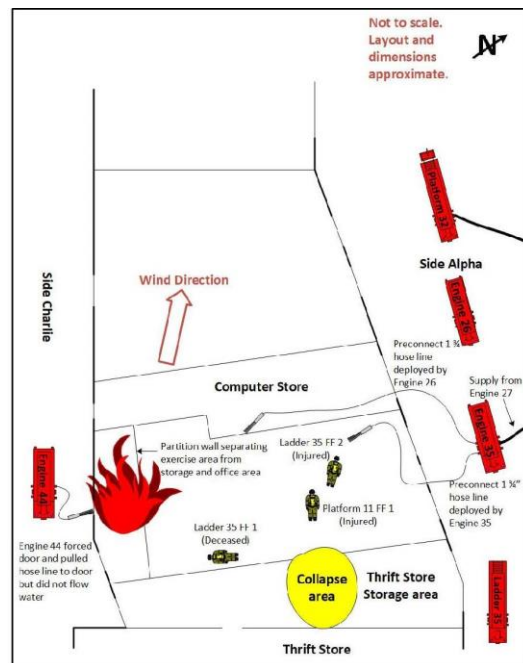 Not to scale.
Layout and
dimensions
approximate.
N
Platform 32
Side Alpha
Side Charlie
Wind Direction
Engine 26
Preconnect 1 ¾
hose line
deployed by
Engine 26
Supply from
Engine 27
Computer Store
Engine 35
Partition wall separating
exercise area from
storage and office area
Ladder 35 FF 2
(Injured)
Preconnect 1 ¾"
hose line
deployed by
Engine 35
Engine 44
Platform 11 FF 1
(Injured)
Ladder 35 FF 1
(Deceased)
Engine 44 forced
door and pulled
hose line to door
but did not flow
water
Collapse
area
Thrift Store
Storage area
Ladder 35
Thrift Store